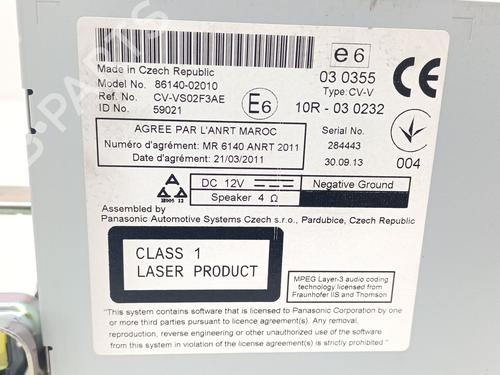 Made in Czech Republic
Model No. 86140-02010
Ref. No. CV-VS02F3AE
ID No. 59021
E6
e6
03 0355
Type: CV-V
10R - 03 0232
CE
AGREE PAR L'ANRT MAROC
Numéro d'agrément: MR 6140 ANRT 2011
Date d'agrément: 21/03/2011
Serial No.
284443
30.09.13
004
DC 12V
Negative Ground
Speaker 4 Ω
Assembled by
Panasonic Automotive Systems Czech s.r.o., Pardubice, Czech Republic
CLASS 1
LASER PRODUCT
MPEG Layer-3 audio coding
technology licensed from
Fraunhofer IIS and Thomson
"This system contains software that is licensed to Panasonic Corporation by one
or more third parties pursuant to licence agreement(s). Any removal,
reproduction, reverse engineering or other unauthorized use of the software in
violation of the license agreement(s) is strictly prohibited"